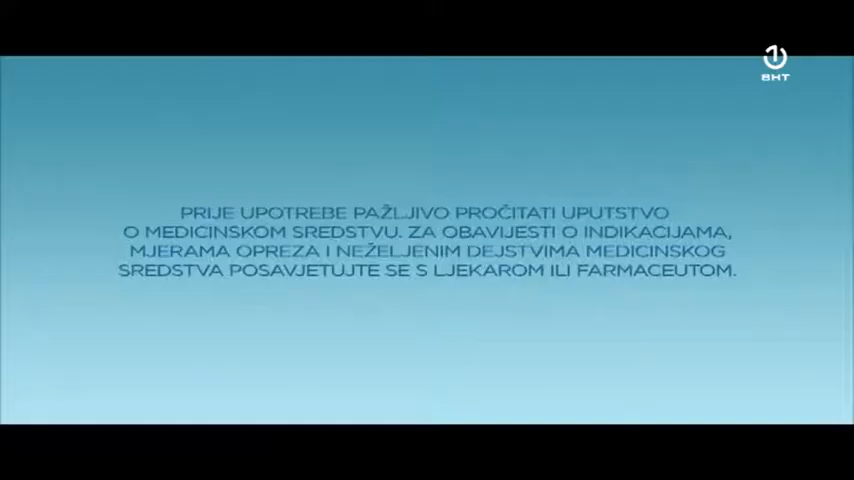 1
BHT
PRIJE UPOTREBE PAŽLJIVO PROČITATI UPUTSTVO
O MEDICINSKOM SREDSTVU. ZA OBAVIJESTI O INDIKACIJAMA,
MJERAMA OPREZA I NEŽELJENIM DEJSTVIMA MEDICINSKOG
SREDSTVA POSAVJETUJTE SE S LJEKAROM ILI FARMACEUTOM.